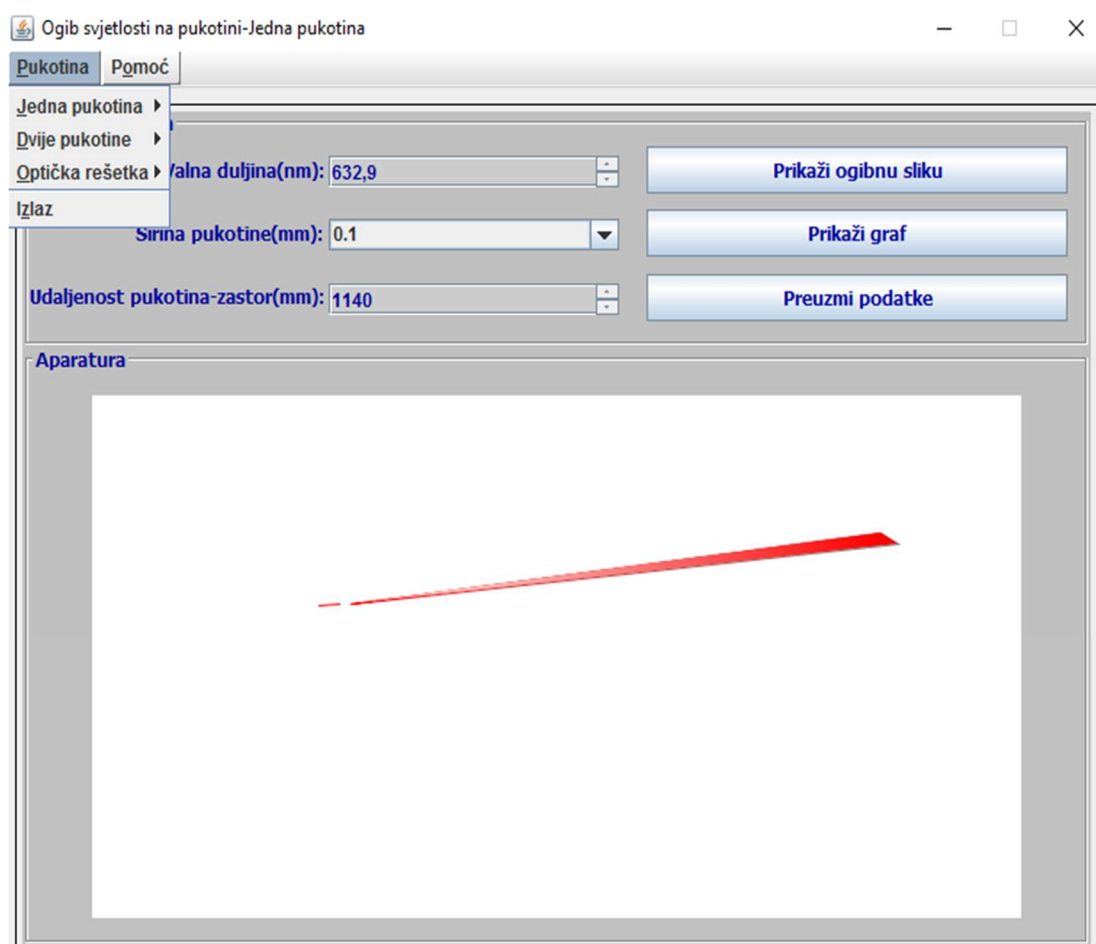 Ogib svjetlosti na pukotini-Jedna pukotina
Pukotina Pomoć
Jedna pukotina
Dvije pukotine
Optička rešetka
Izlaz
Valna duljina(nm): 632,9
Prikaži ogibnu sliku
Širina pukotine(mm): 0.1
Prikaži graf
Udaljenost pukotina-zastor(mm): 1140
Preuzmi podatke
Aparatura